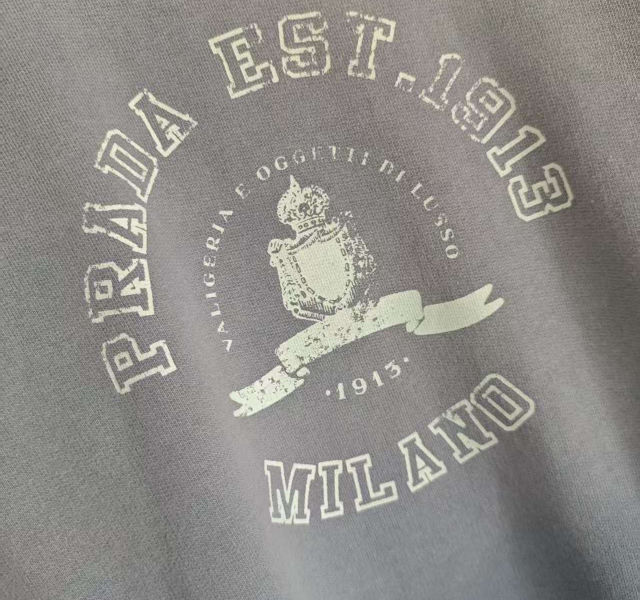 PRADA EST.1913
VALIGERIA E OGGETTI DI LUSSO
·1913·
MILANO